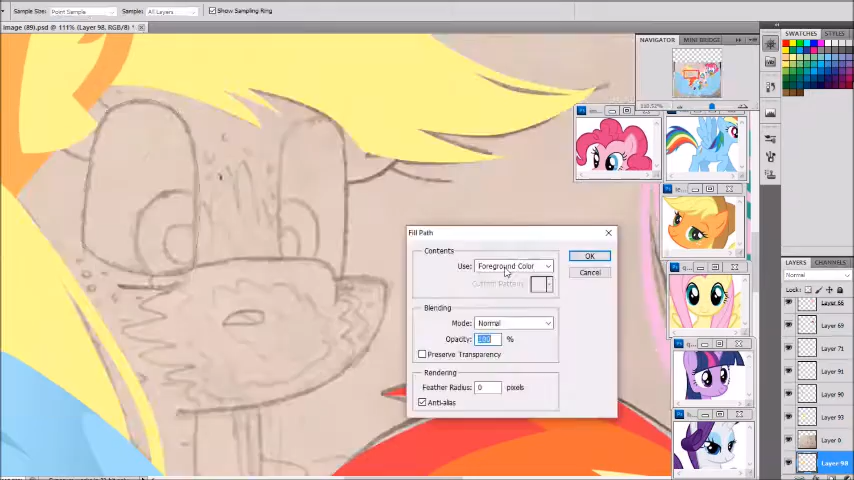 Sample Size: Point Sample Sample: All Layers Show Sampling Ring
image (89).psd @ 111% (Layer 98, RGB/8) *
NAVIGATOR MINI BRIDGE
SWATCHES STYLES
Fill Path
Contents
Use: Foreground Color
OK
Cancel
Custom Pattern:
Blending
Mode: Normal
Opacity: 100 %
Preserve Transparency
Rendering
Feather Radius: 0 pixels
Anti-alias
LAYERS CHANNELS
Normal
Lock:
Layer 66
Layer 69
Layer 71
Layer 91
Layer 90
Layer 93
Layer 0
Layer 98